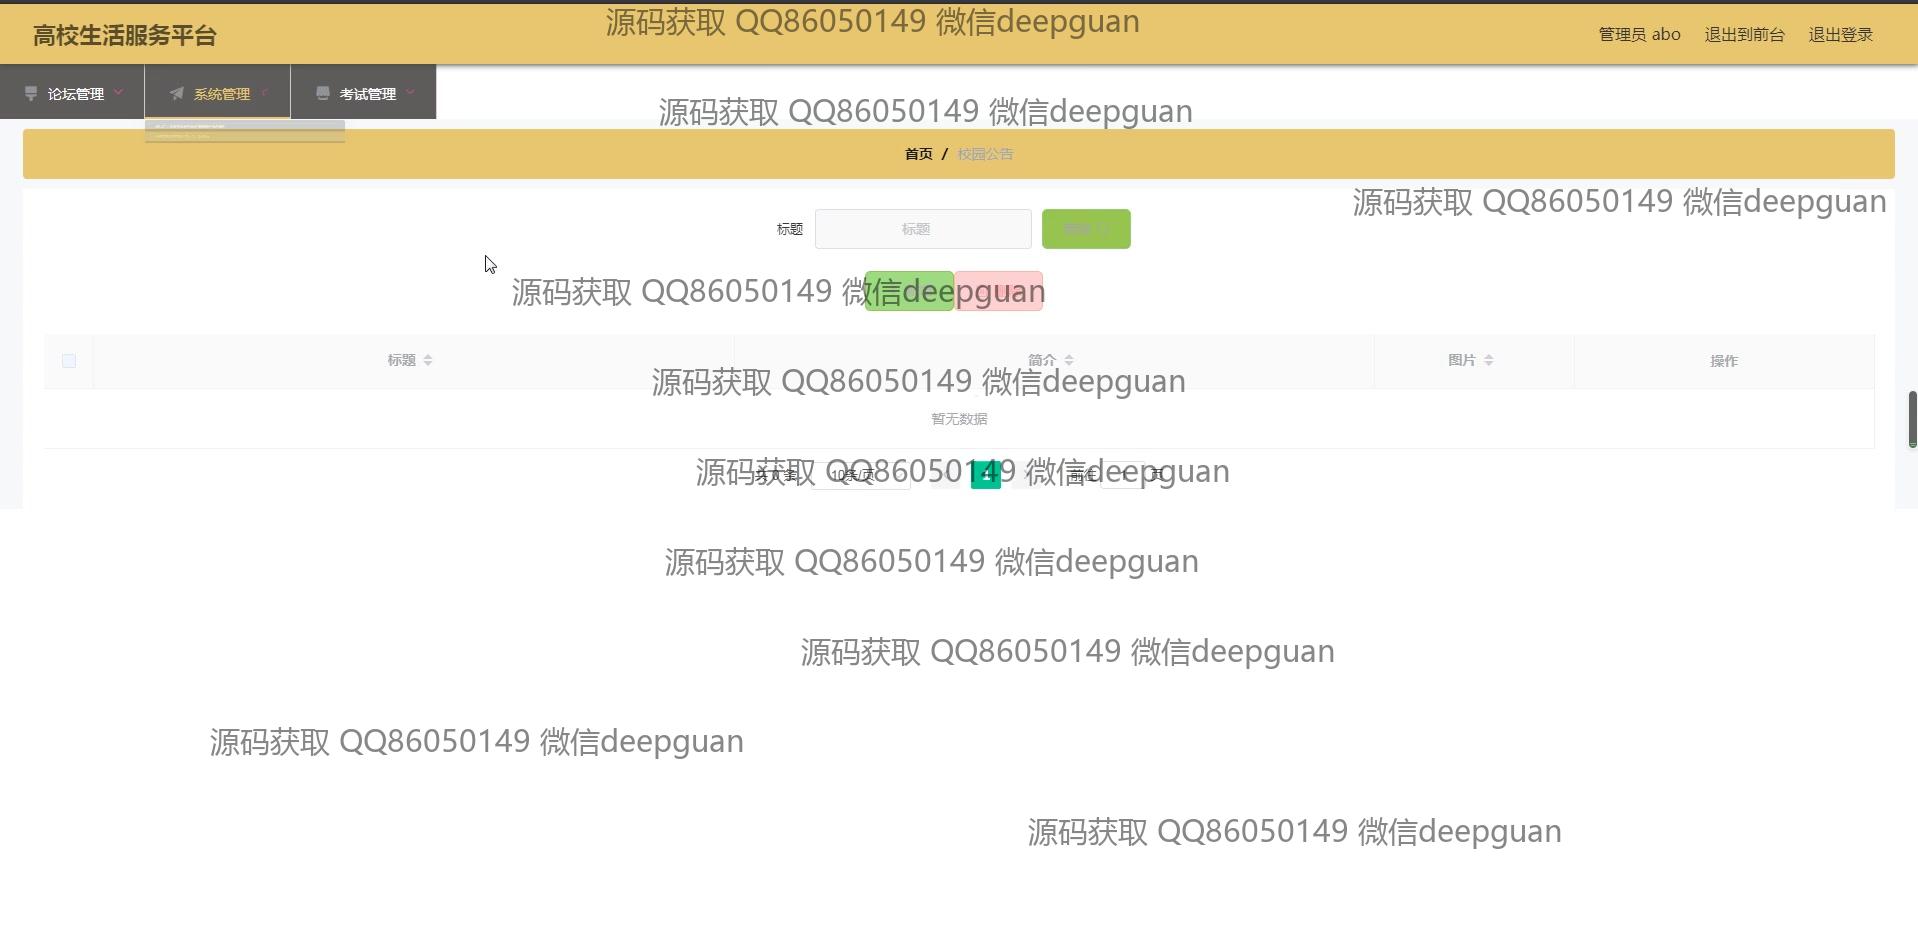 源码获取 QQ86050149 微信deepguan
高校生活服务平台
管理员 abo 退出到前台 退出登录
论坛管理 系统管理 考试管理
源码获取 QQ86050149 微信deepguan
首页 / 校园公告
源码获取 QQ86050149 微信deepguan
标题 标题
源码获取 QQ86050149 微信deepguan
标题 简介 图片 操作
源码获取 QQ86050149 微信deepguan
暂无数据
源码获取 QQ86050149 微信deepguan
共 0 条 10条/页 1 前往 1 页
源码获取 QQ86050149 微信deepguan
源码获取 QQ86050149 微信deepguan
源码获取 QQ86050149 微信deepguan
源码获取 QQ86050149 微信deepguan